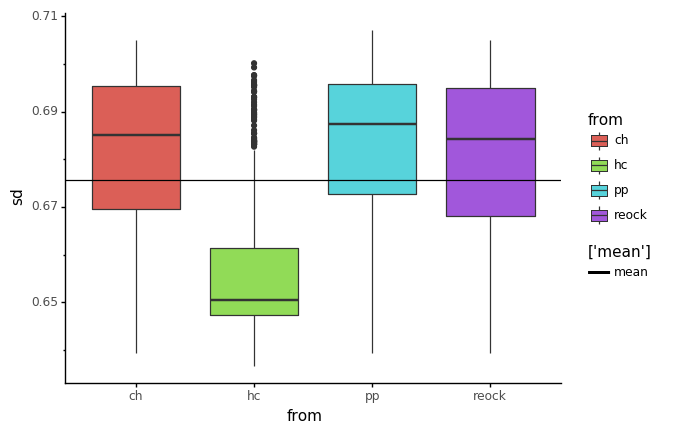 0.71
0.69
0.67
0.65
sd
ch
hc
pp
reock
from
from
ch
hc
pp
reock
['mean']
mean